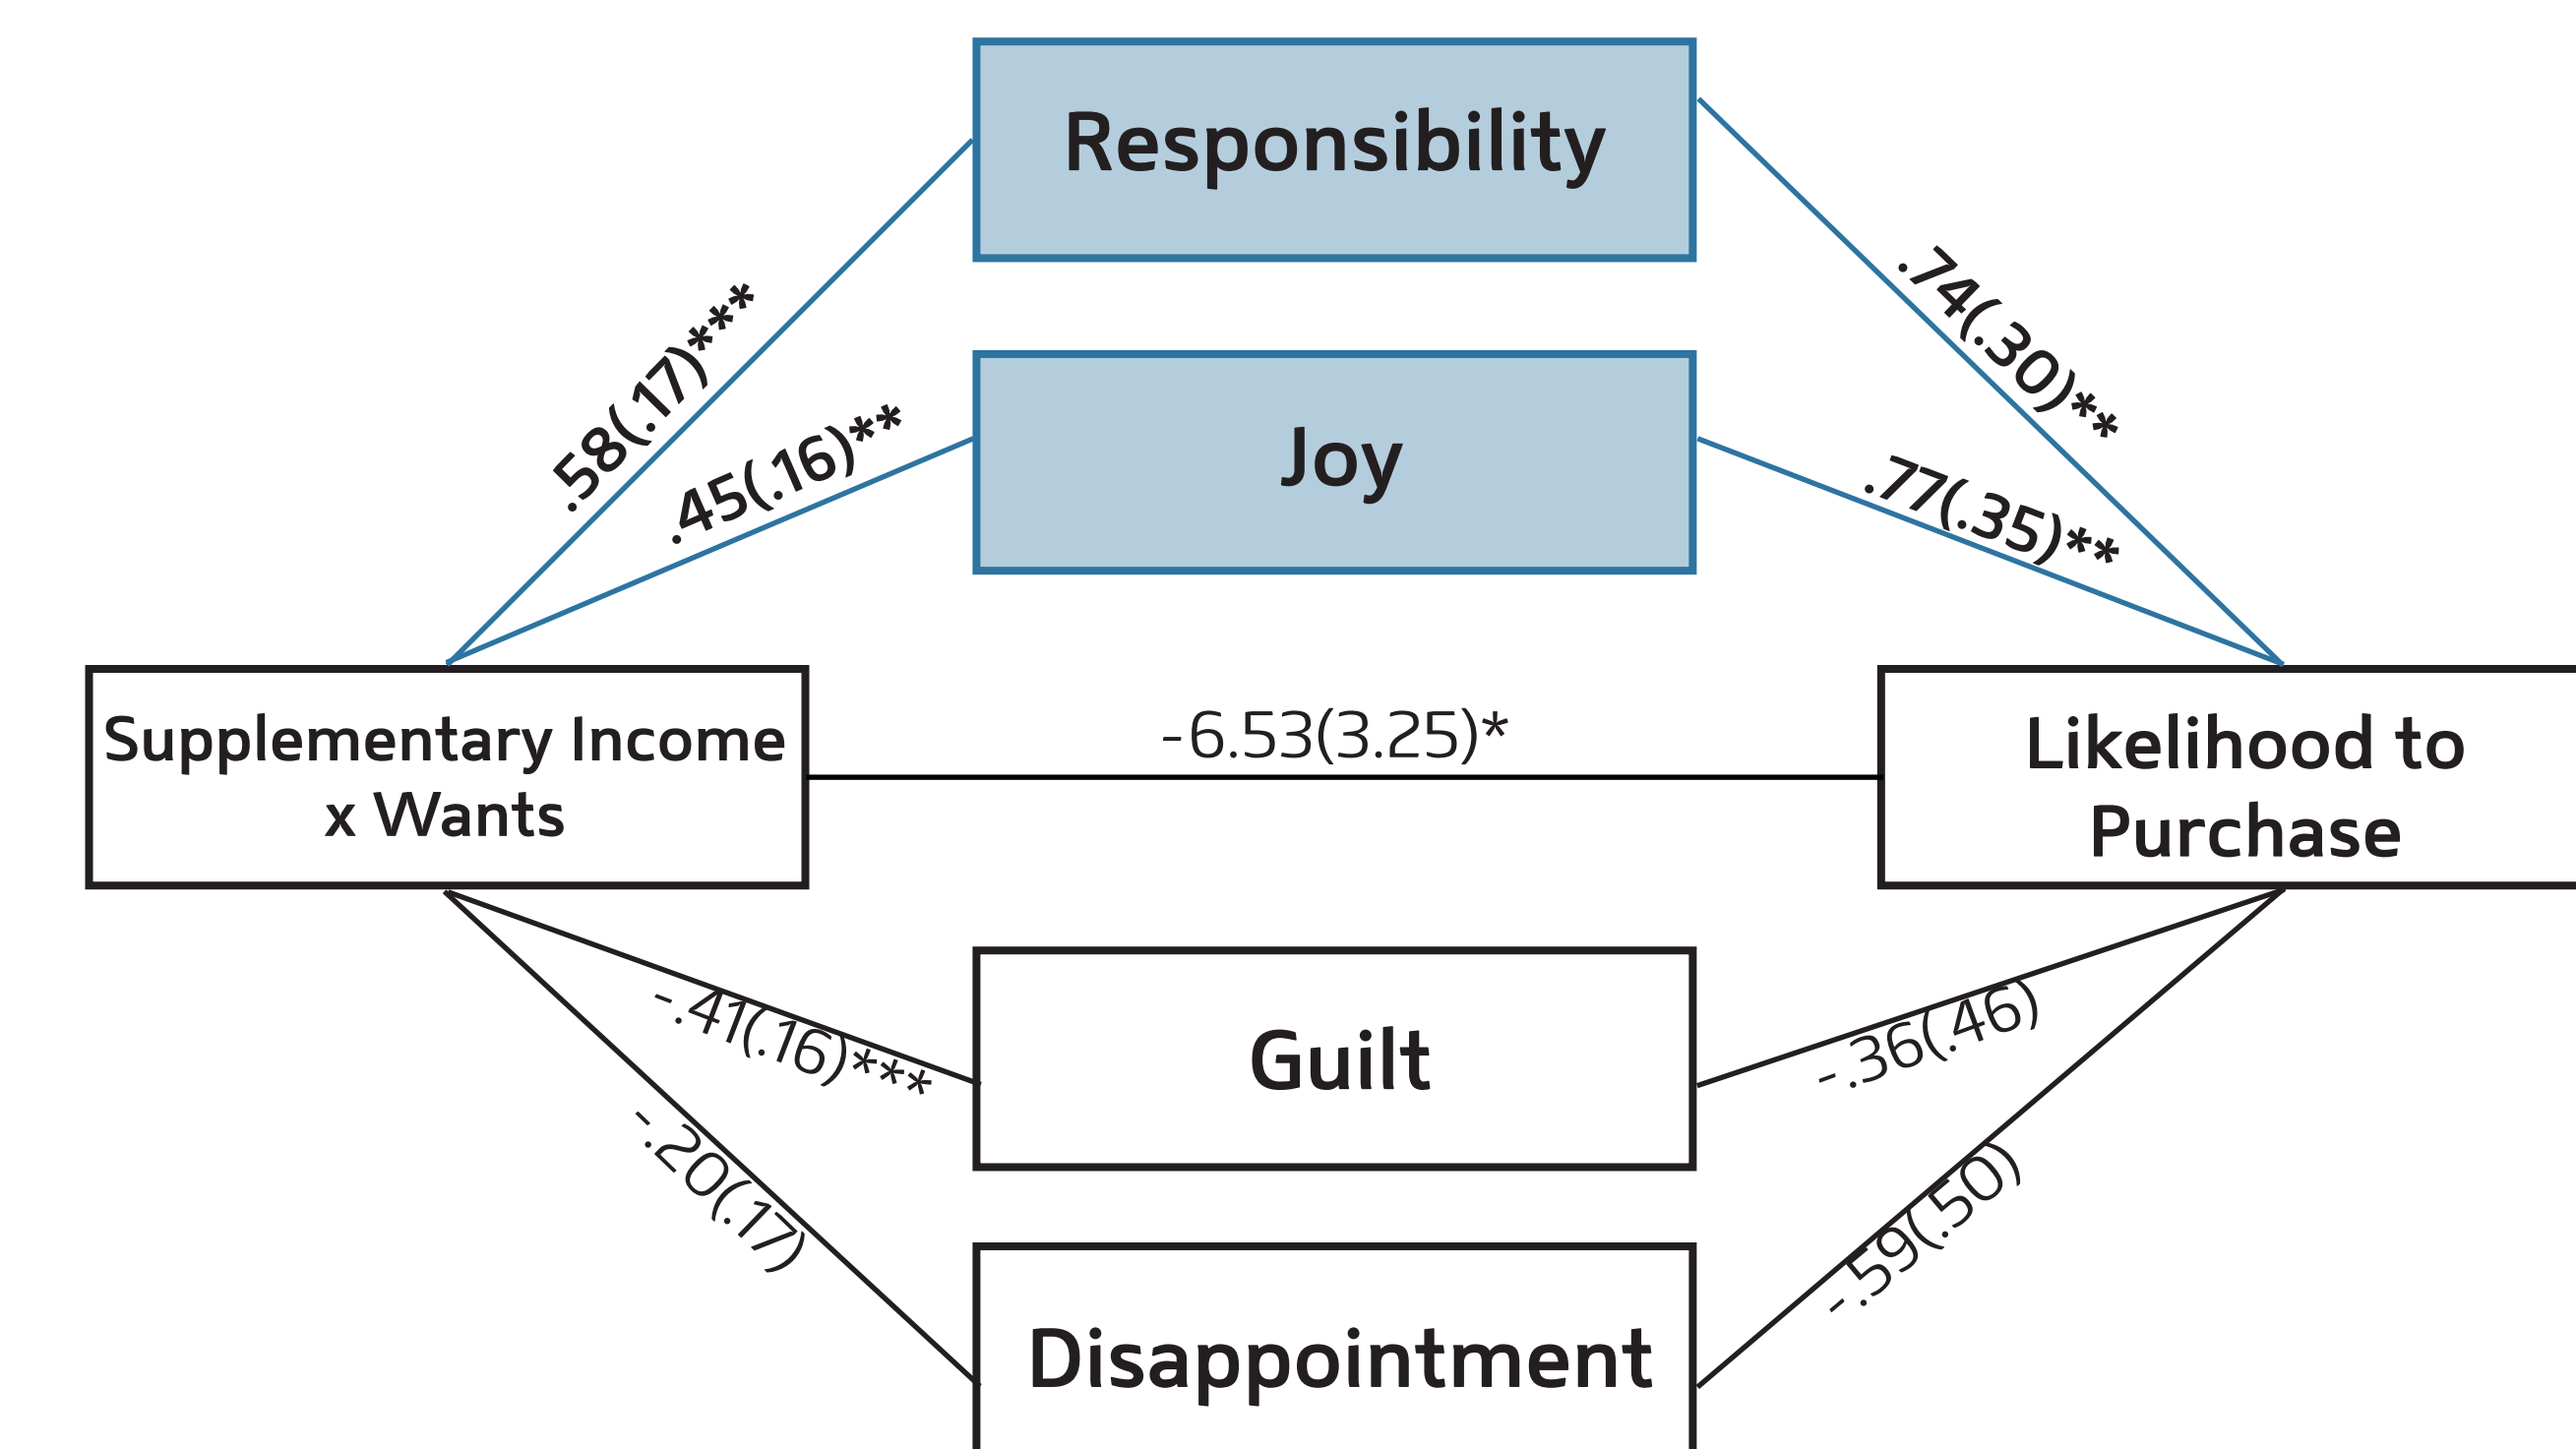 Responsibility
.58(.17)***
.74(.30)**
Joy
.45(.16)**
.77(.35)**
Supplementary Income
x Wants
-6.53(3.25)*
Likelihood to
Purchase
-.41(.16)***
Guilt
-.36(.46)
-.20(.17)
Disappointment
-.59(.50)